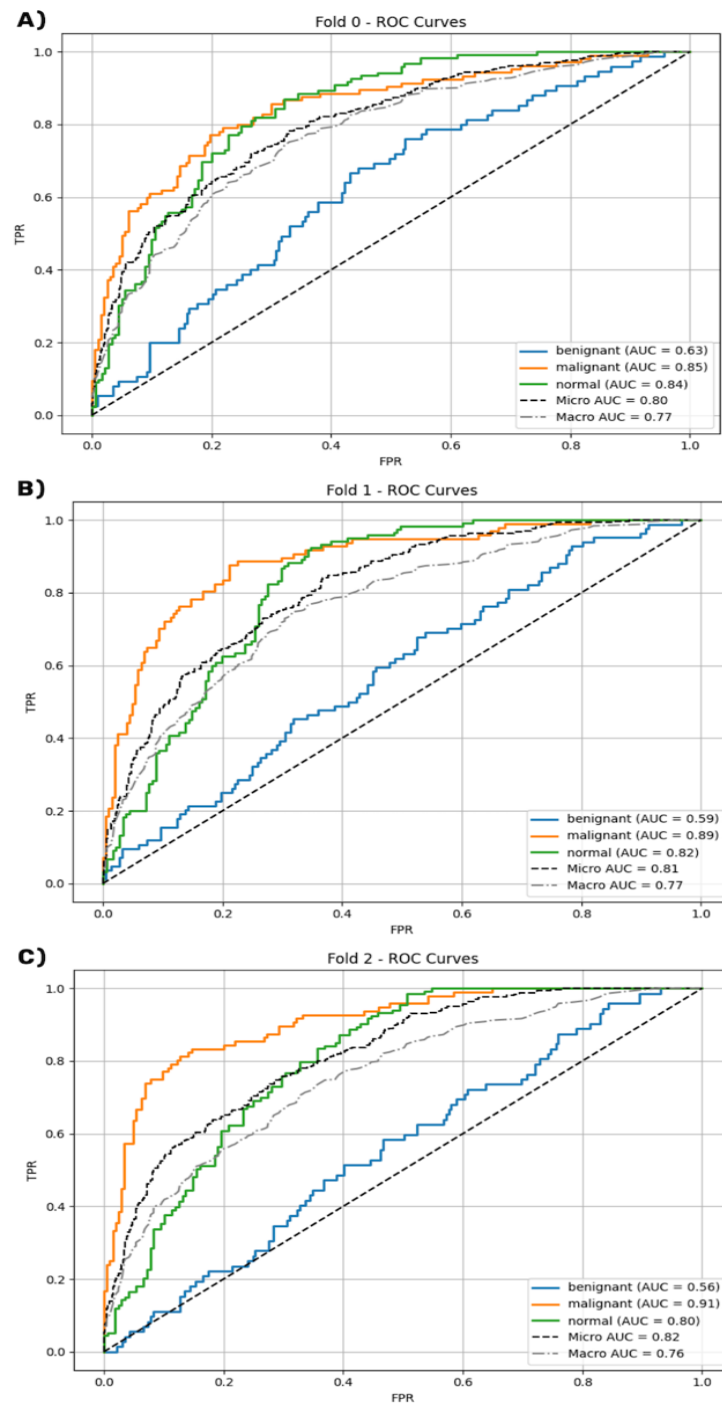 A)
Fold 0 - ROC Curves
1.0
0.8
0.6
0.4
0.2
0.0
TPR
benignant (AUC = 0.63)
malignant (AUC = 0.85)
normal (AUC = 0.84)
Micro AUC = 0.80
Macro AUC = 0.77
0.0 0.2 0.4 0.6 0.8 1.0
FPR
B)
Fold 1 - ROC Curves
1.0
0.8
0.6
0.4
0.2
0.0
TPR
benignant (AUC = 0.59)
malignant (AUC = 0.89)
normal (AUC = 0.82)
Micro AUC = 0.81
Macro AUC = 0.77
0.0 0.2 0.4 0.6 0.8 1.0
FPR
C)
Fold 2 - ROC Curves
1.0
0.8
0.6
0.4
0.2
0.0
TPR
benignant (AUC = 0.56)
malignant (AUC = 0.91)
normal (AUC = 0.80)
Micro AUC = 0.82
Macro AUC = 0.76
0.0 0.2 0.4 0.6 0.8 1.0
FPR